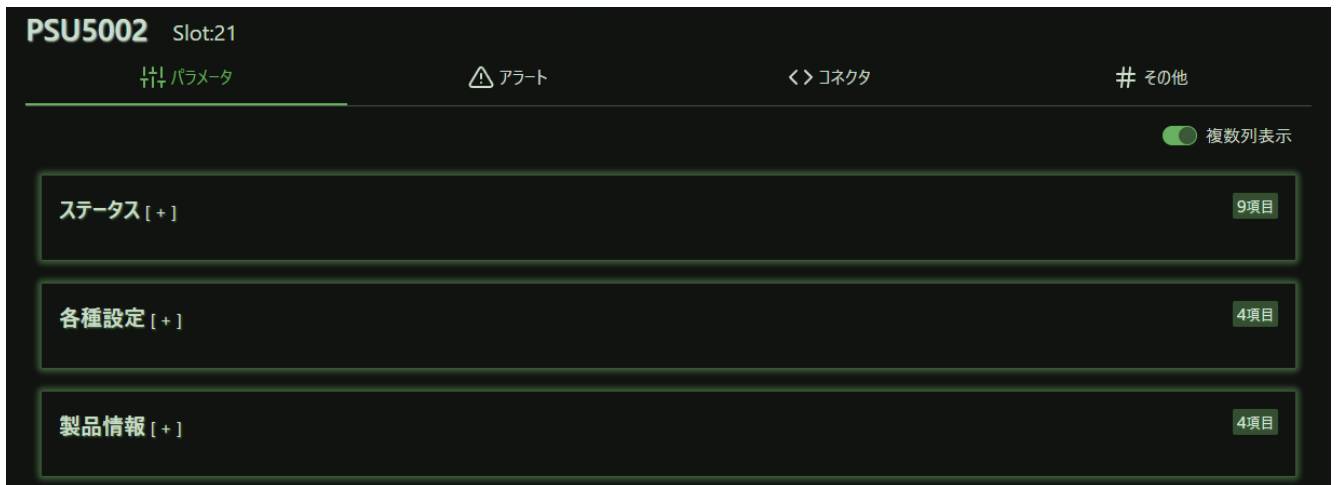 PSU5002 Slot:21
パラメータ アラート コネクタ その他
複数列表示
ステータス [ + ] 9項目
各種設定 [ + ] 4項目
製品情報 [ + ] 4項目